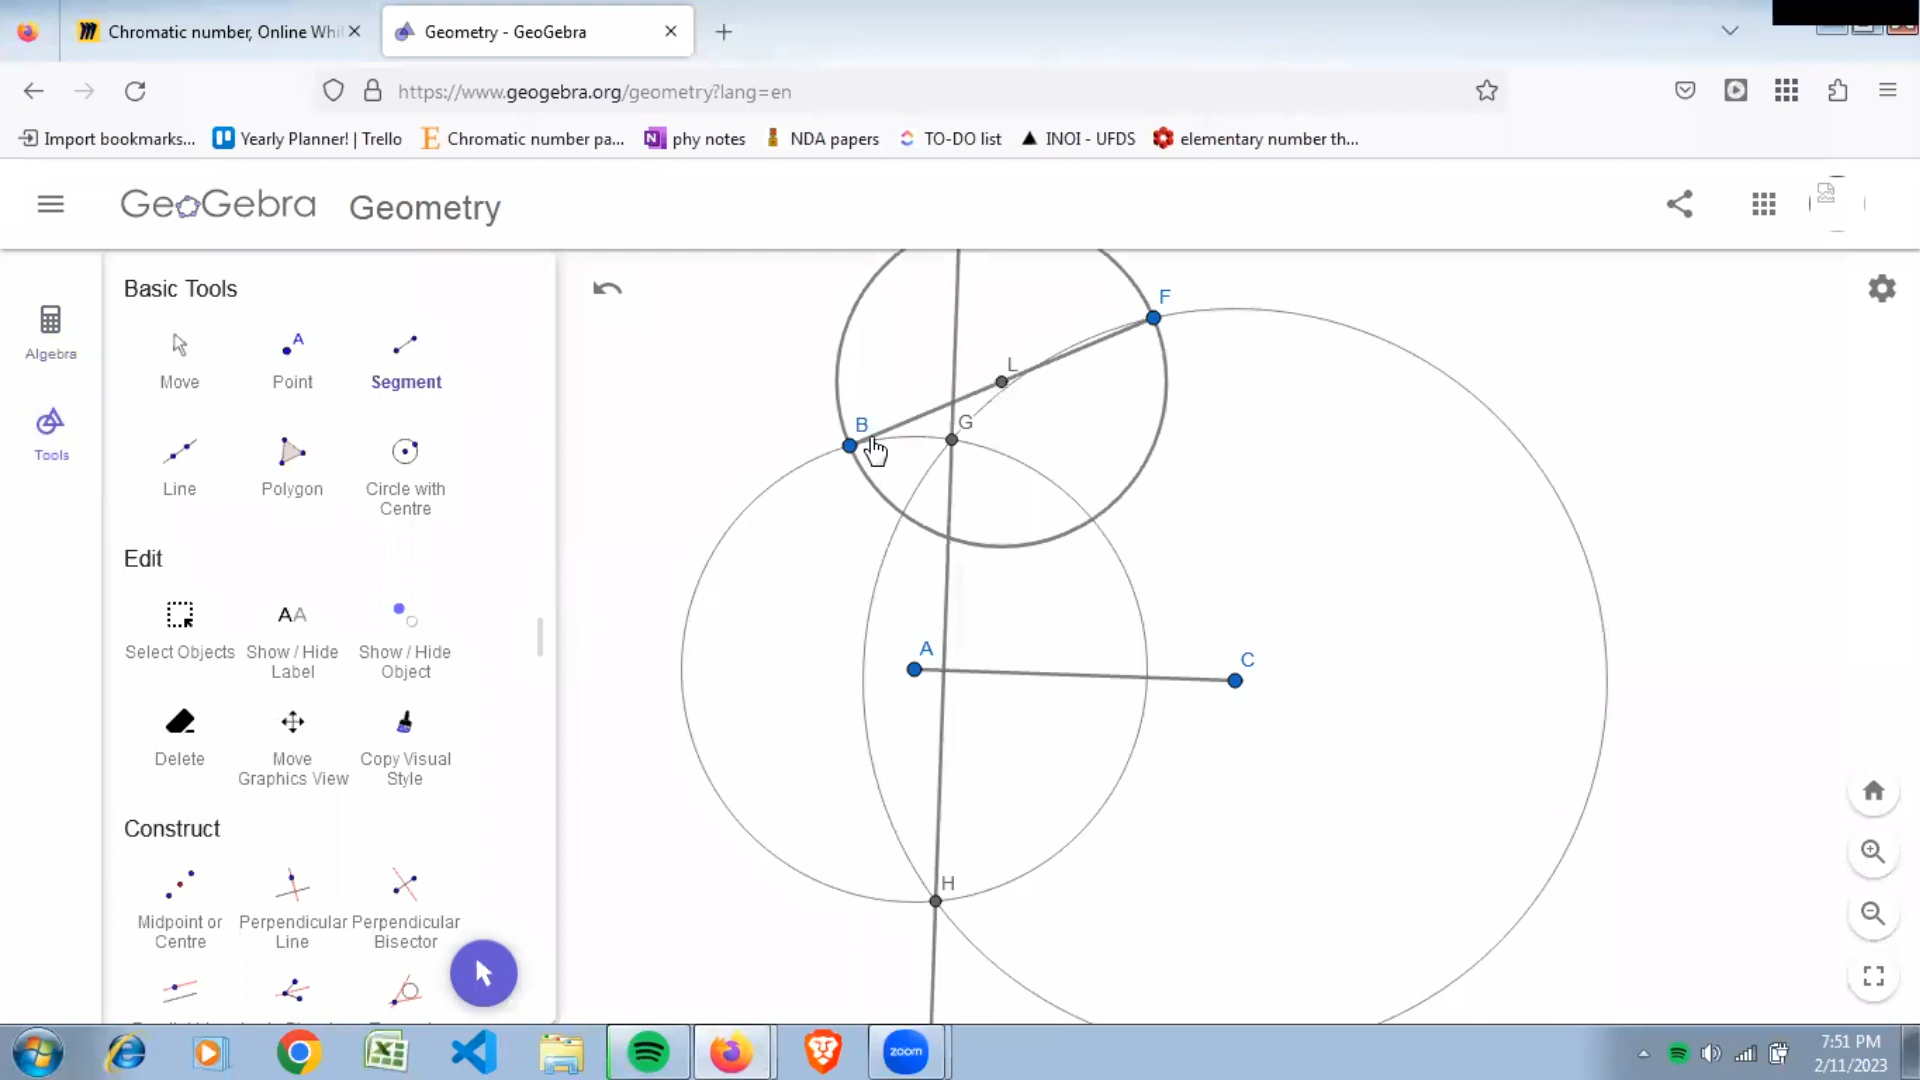 Chromatic number, Online Whi
Geometry - GeoGebra
https://www.geogebra.org/geometry?lang=en
Import bookmarks...
Yearly Planner! | Trello
Chromatic number pa...
phy notes
NDA papers
TO-DO list
INOI - UFDS
elementary number th...
GeoGebra
Geometry
Algebra
Tools
Basic Tools
Move
Point
Segment
Line
Polygon
Circle with
Centre
Edit
Select Objects
Show / Hide
Label
Show / Hide
Object
Delete
Move
Graphics View
Copy Visual
Style
Construct
Midpoint or
Centre
Perpendicular
Line
Perpendicular
Bisector
A
AA
F
L
B
G
A
C
H
zoom
7:51 PM
2/11/2023